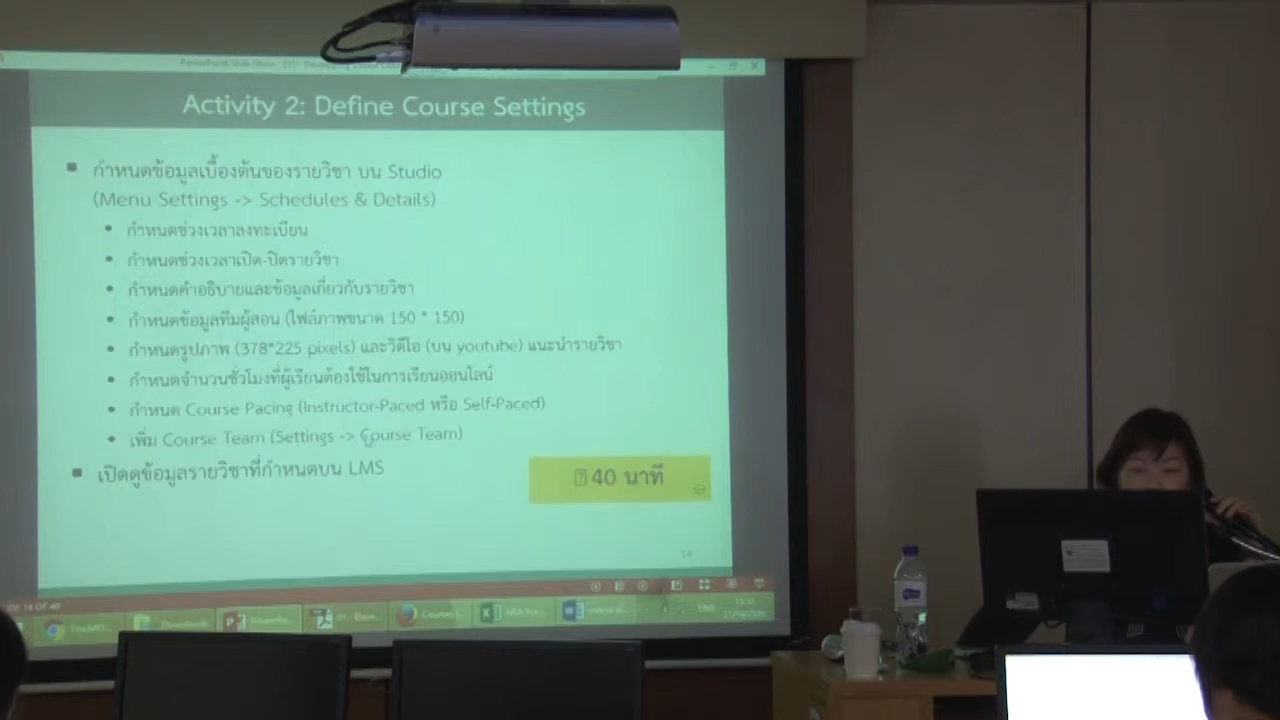 PowerPoint Slide Show
Activity 2: Define Course Settings
กำหนดข้อมูลเบื้องต้นของรายวิชา บน Studio
(Menu Settings -> Schedules & Details)
กำหนดช่วงเวลาลงทะเบียน
กำหนดช่วงเวลาเปิด-ปิดรายวิชา
กำหนดคำอธิบายและข้อมูลเกี่ยวกับรายวิชา
กำหนดข้อมูลทีมผู้สอน (ไฟล์ภาพขนาด 150 * 150)
กำหนดรูปภาพ (378*225 pixels) และวิดีโอ (บน youtube) แนะนำรายวิชา
กำหนดจำนวนชั่วโมงที่ผู้เรียนต้องใช้ในการเรียนออนไลน์
กำหนด Course Pacing (Instructor-Paced หรือ Self-Paced)
เพิ่ม Course Team (Settings -> Course Team)
เปิดดูข้อมูลรายวิชาที่กำหนดบน LMS
40 นาที
14
Downloads